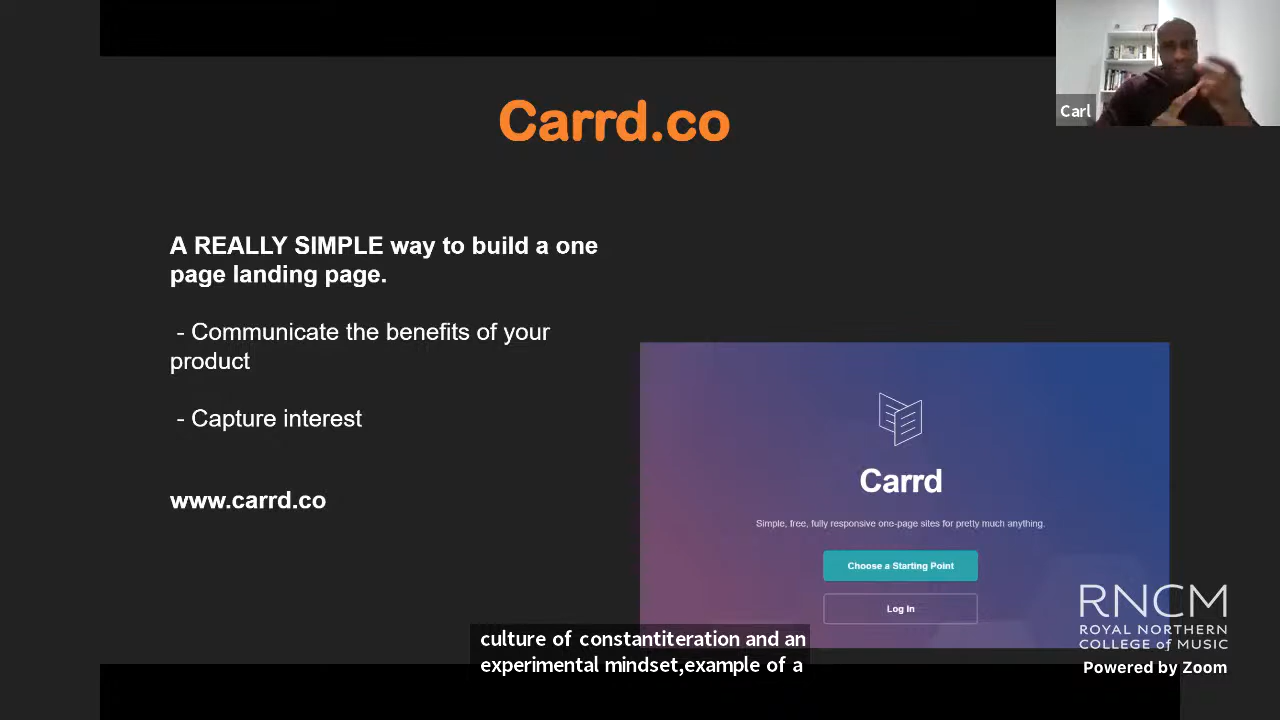 Carrd.co
Carl
A REALLY SIMPLE way to build a one
page landing page.
- Communicate the benefits of your
product
- Capture interest
www.carrd.co
Carrd
Simple, free, fully responsive one-page sites for pretty much anything.
Choose a Starting Point
Log In
culture of constantiteration and an
experimental mindset,example of a
RNCM
ROYAL NORTHERN
COLLEGE of MUSIC
Powered by Zoom